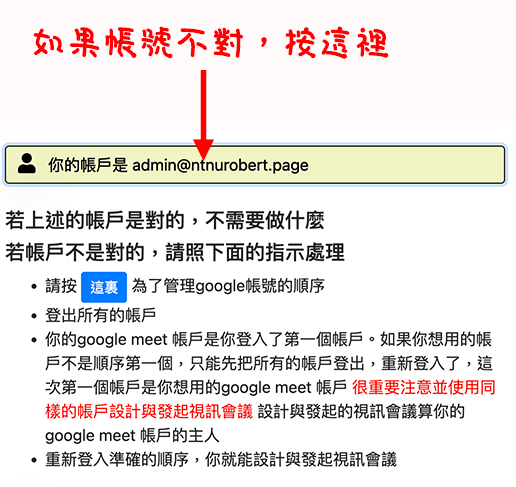 如果帳號不對，按這裡
你的帳戶是 admin@ntnurobert.page
若上述的帳戶是對的，不需要做什麼
若帳戶不是對的，請照下面的指示處理
• 請按 這裏 為了管理google帳號的順序
• 登出所有的帳戶
• 你的google meet 帳戶是你登入了第一個帳戶。如果你想用的帳
戶不是順序第一個，只能先把所有的帳戶登出，重新登入了，這
次第一個帳戶是你想用的google meet 帳戶 很重要注意並使用同
樣的帳戶設計與發起視訊會議 設計與發起的視訊會議算你的
google meet 帳戶的主人
• 重新登入準確的順序，你就能設計與發起視訊會議